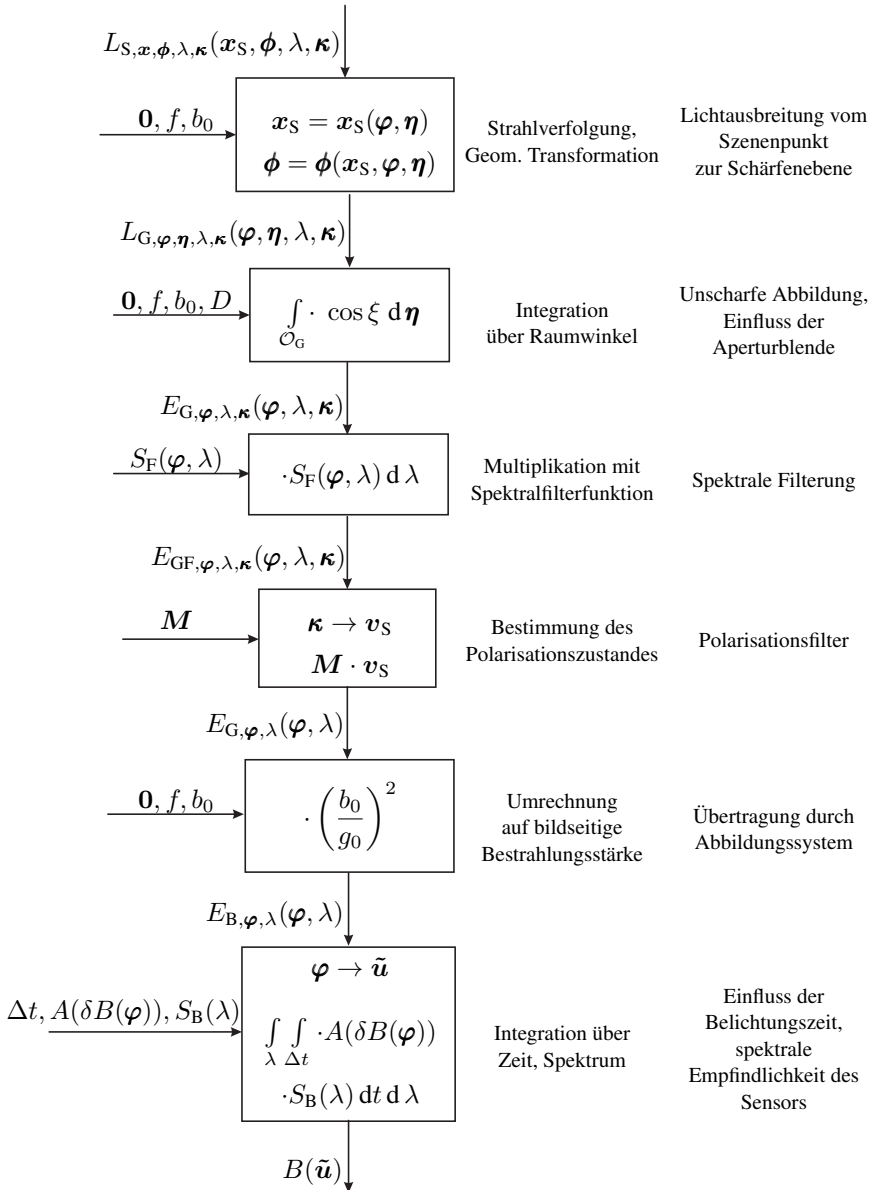 L_{S,x,ϕ,λ,κ}(x_S, ϕ, λ, κ)
0, f, b_0
x_S = x_S(φ, η)
ϕ = ϕ(x_S, φ, η)
Strahlverfolgung,
Geom. Transformation
Lichtausbreitung vom
Szenenpunkt
zur Schärfenebene
L_{G,φ,η,λ,κ}(φ, η, λ, κ)
0, f, b_0, D
∫_{𝒪_G} · cos ξ dη
Integration
über Raumwinkel
Unscharfe Abbildung,
Einfluss der
Aperturblende
E_{G,φ,λ,κ}(φ, λ, κ)
S_F(φ, λ)
·S_F(φ, λ) d λ
Multiplikation mit
Spektralfilterfunktion
Spektrale Filterung
E_{GF,φ,λ,κ}(φ, λ, κ)
M
κ → v_S
M · v_S
Bestimmung des
Polarisationszustandes
Polarisationsfilter
E_{G,φ,λ}(φ, λ)
0, f, b_0
· (b_0/g_0)^2
Umrechnung
auf bildseitige
Bestrahlungsstärke
Übertragung durch
Abbildungssystem
E_{B,φ,λ}(φ, λ)
Δt, A(δB(φ)), S_B(λ)
φ → ũ
∫_λ ∫_{Δt} ·A(δB(φ))
·S_B(λ) dt d λ
Integration über
Zeit, Spektrum
Einfluss der
Belichtungszeit,
spektrale
Empfindlichkeit des
Sensors
B(ũ)